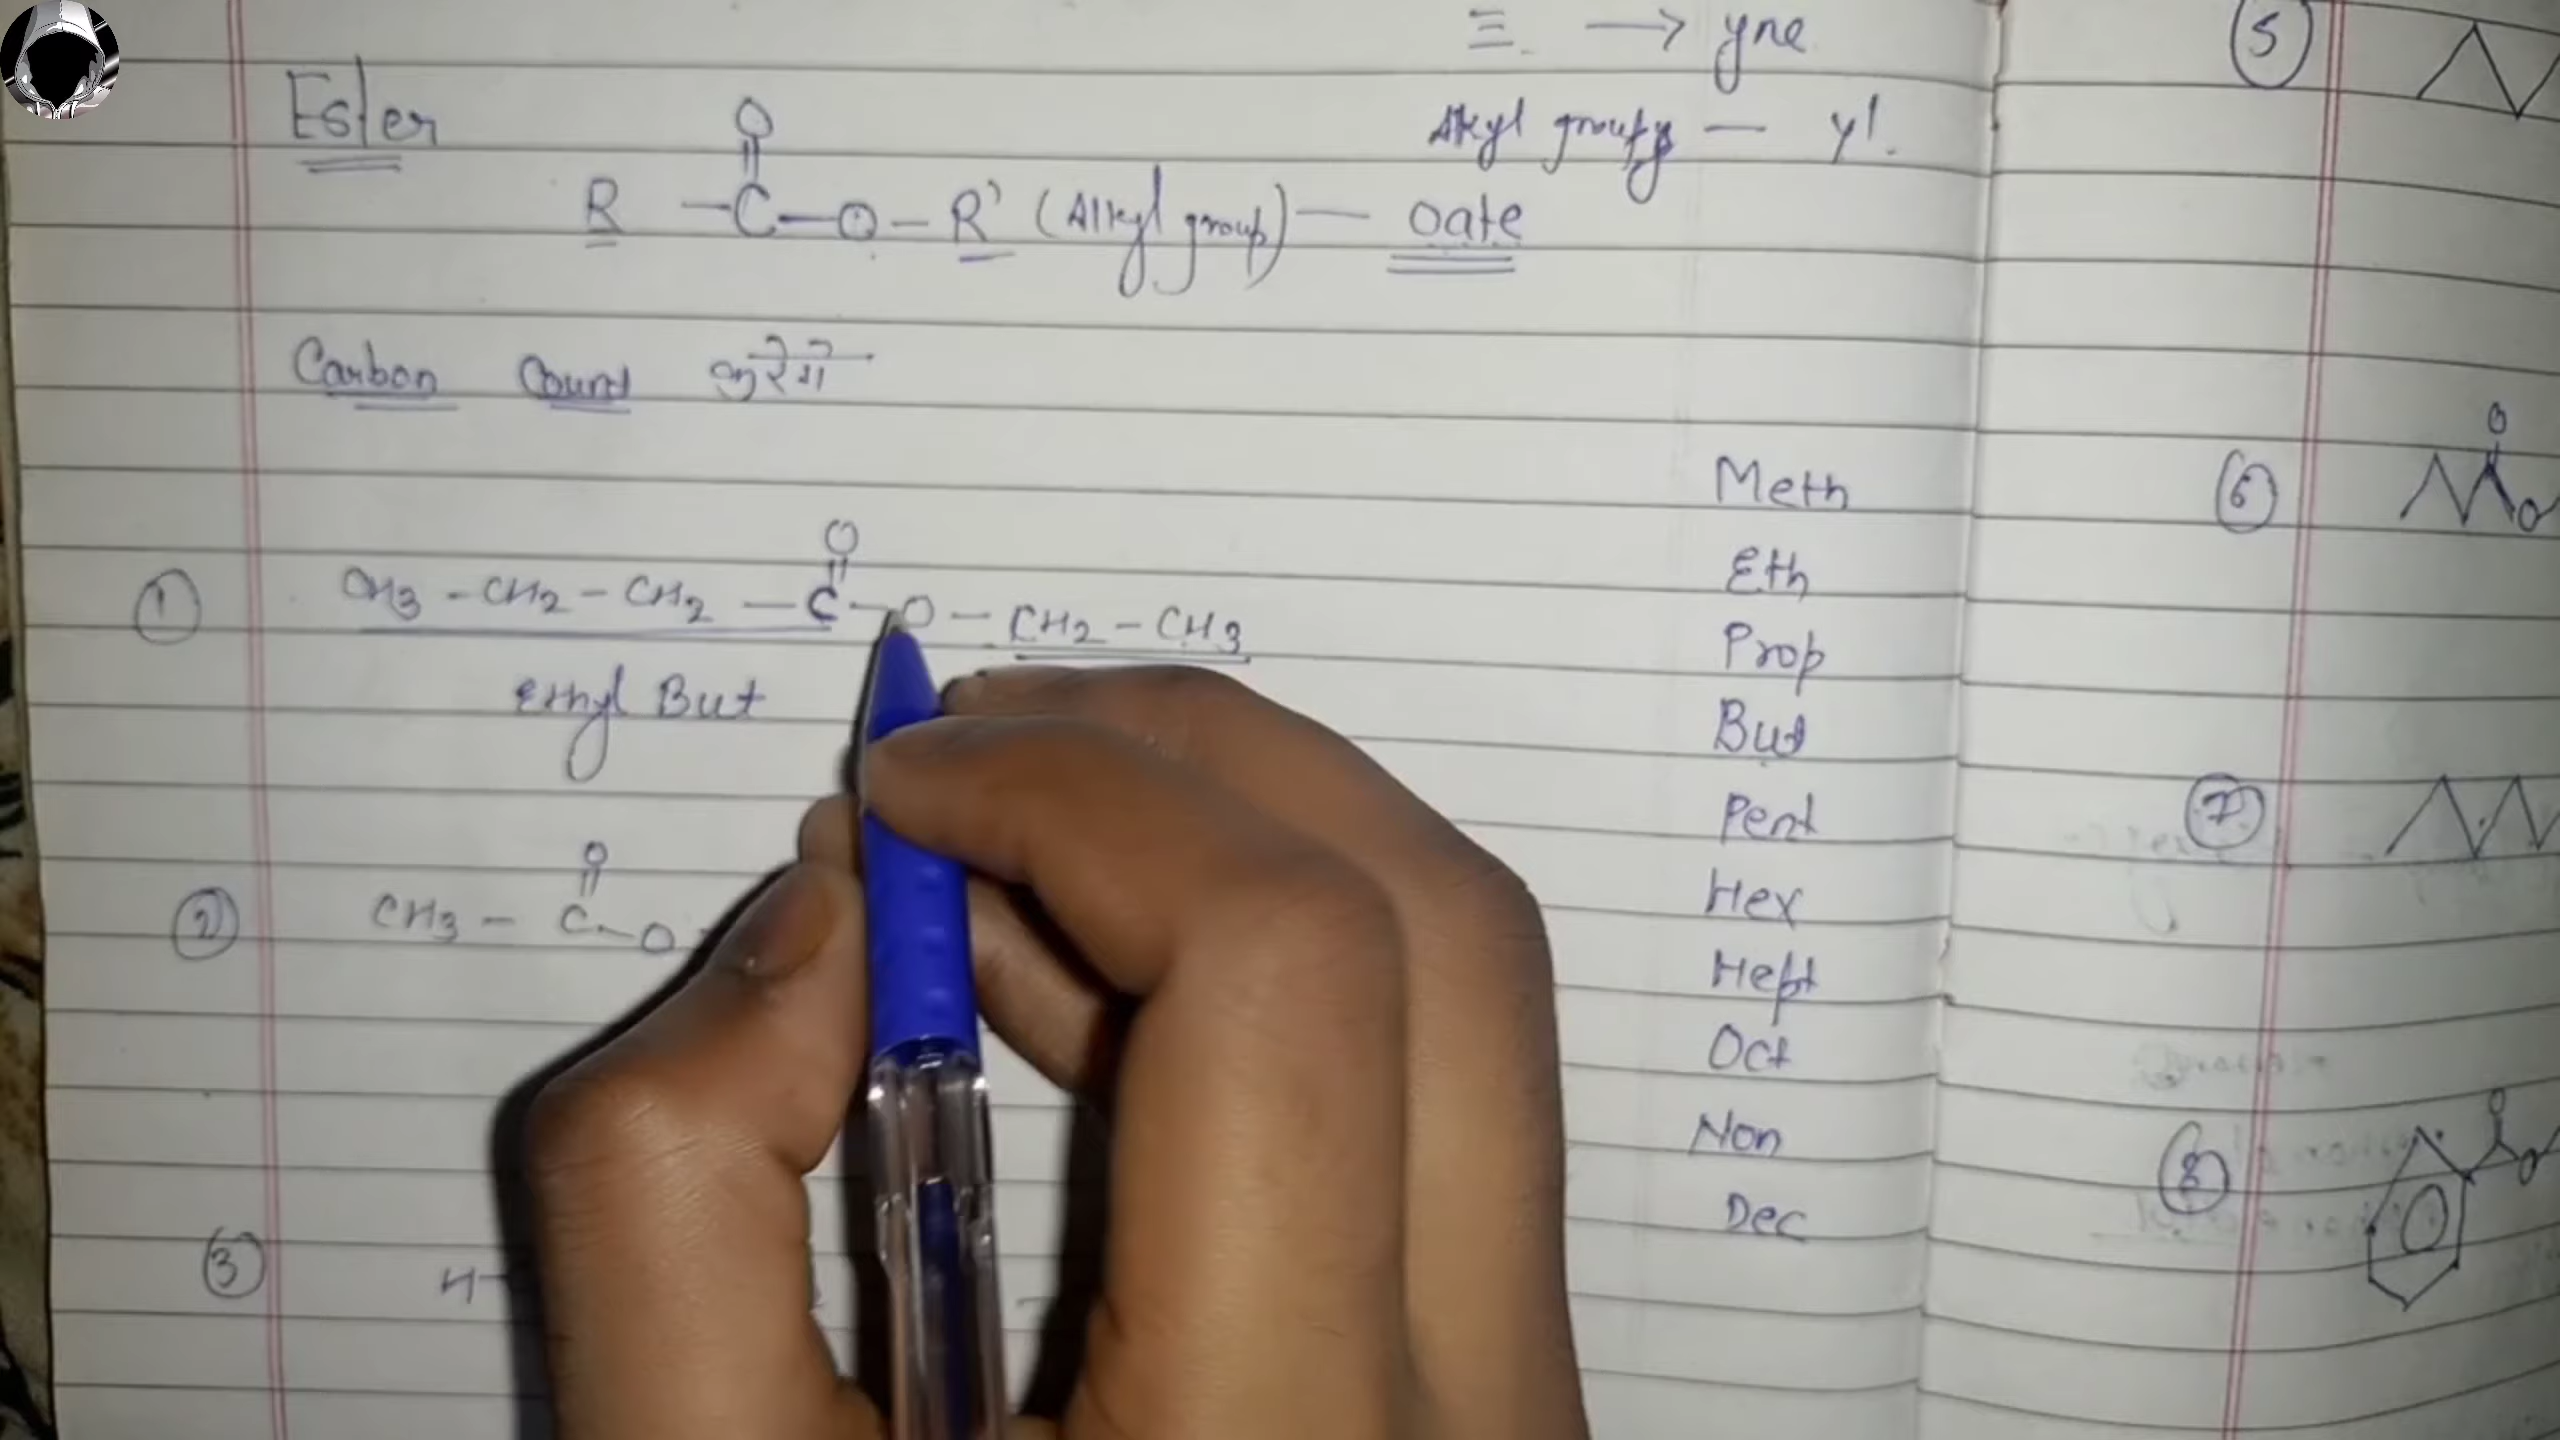 ≡ → yne
Ester
Alkyl groups — yl.
O
R — C — O — R' (Alkyl group) — oate
Carbon Count करेंगे
① CH3 - CH2 - CH2 — C — O — CH2 - CH3
O
Ethyl But
② CH3 - C - O
O
③ H -
Meth
Eth
Prop
But
Pent
Hex
Hept
Oct
Non
Dec
⑤
⑥
O
O
⑦
⑧
O
O